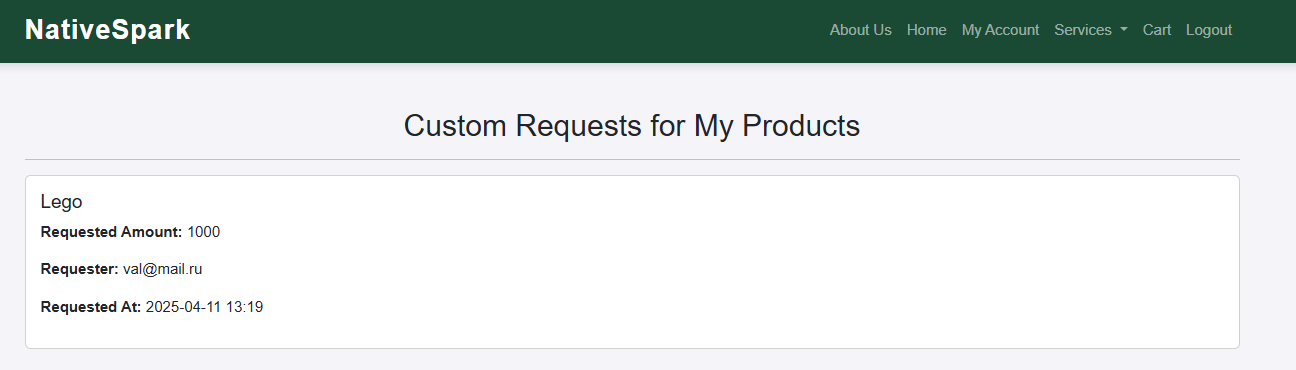 NativeSpark
About Us Home My Account Services Cart Logout
Custom Requests for My Products
Lego
Requested Amount: 1000
Requester: val@mail.ru
Requested At: 2025-04-11 13:19